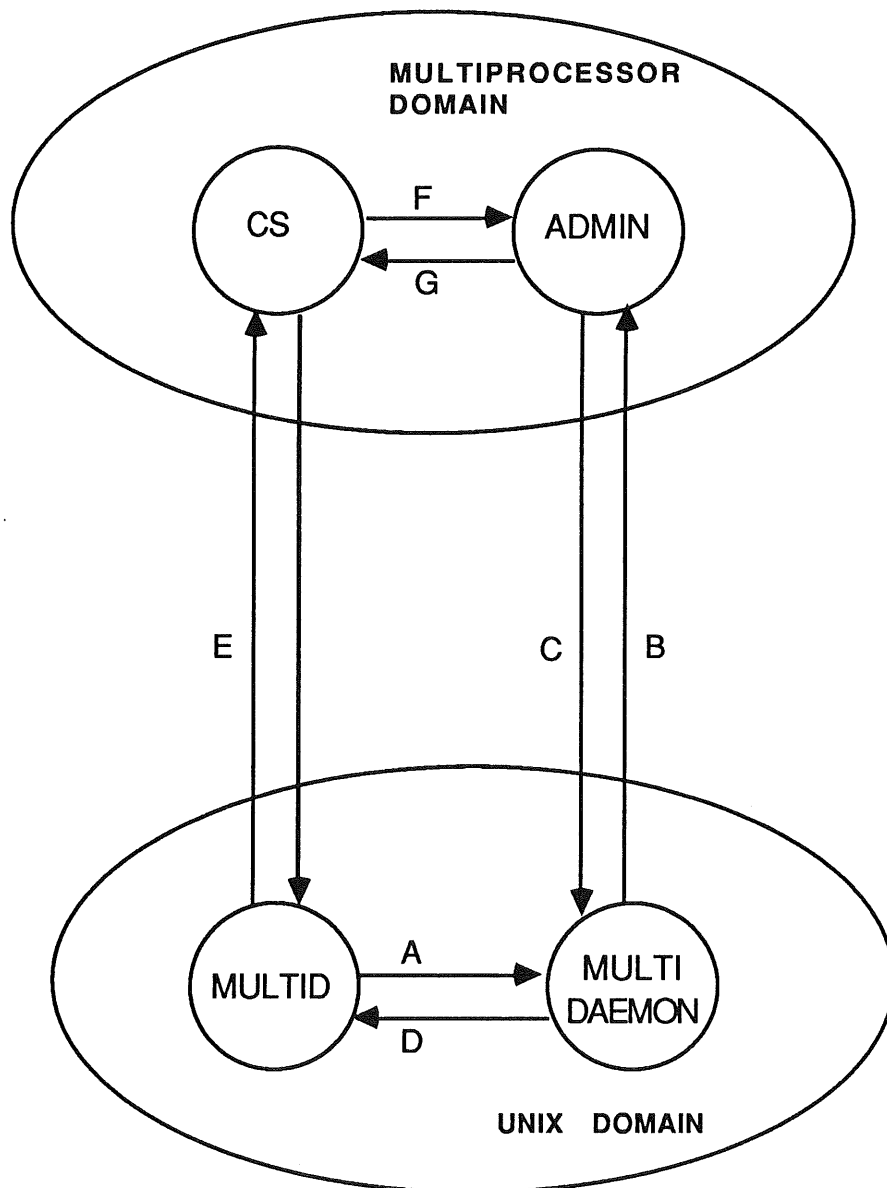 MULTIPROCESSOR
DOMAIN
F
CS
ADMIN
G
E
C
B
A
MULTID
MULTI
DAEMON
D
UNIX DOMAIN